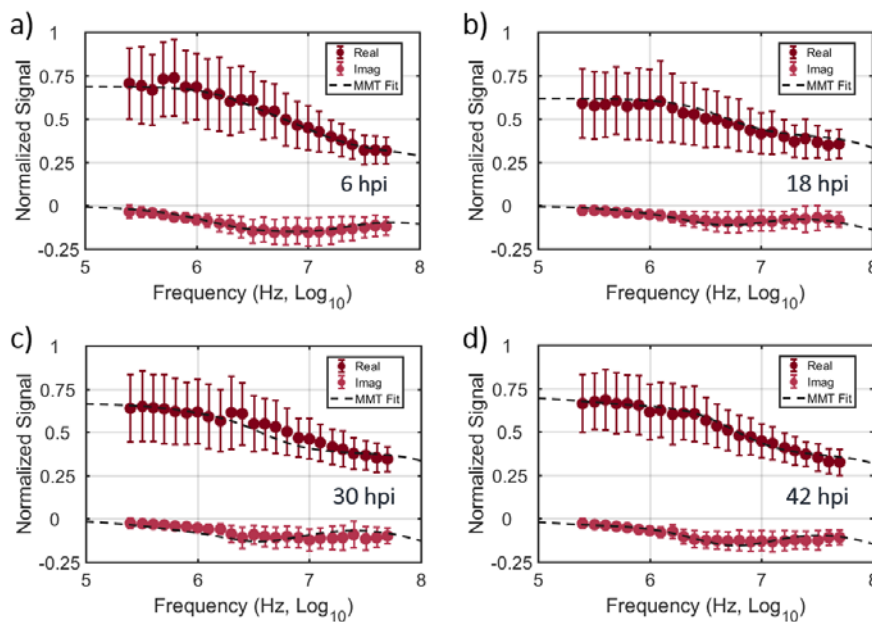 a)
Normalized Signal
1
0.75
0.5
0.25
0
-0.25
Real
Imag
MMT Fit
6 hpi
5
6
7
8
Frequency (Hz, Log10)
b)
Normalized Signal
1
0.75
0.5
0.25
0
-0.25
Real
Imag
MMT Fit
18 hpi
5
6
7
8
Frequency (Hz, Log10)
c)
Normalized Signal
1
0.75
0.5
0.25
0
-0.25
Real
Imag
MMT Fit
30 hpi
5
6
7
8
Frequency (Hz, Log10)
d)
Normalized Signal
1
0.75
0.5
0.25
0
-0.25
Real
Imag
MMT Fit
42 hpi
5
6
7
8
Frequency (Hz, Log10)